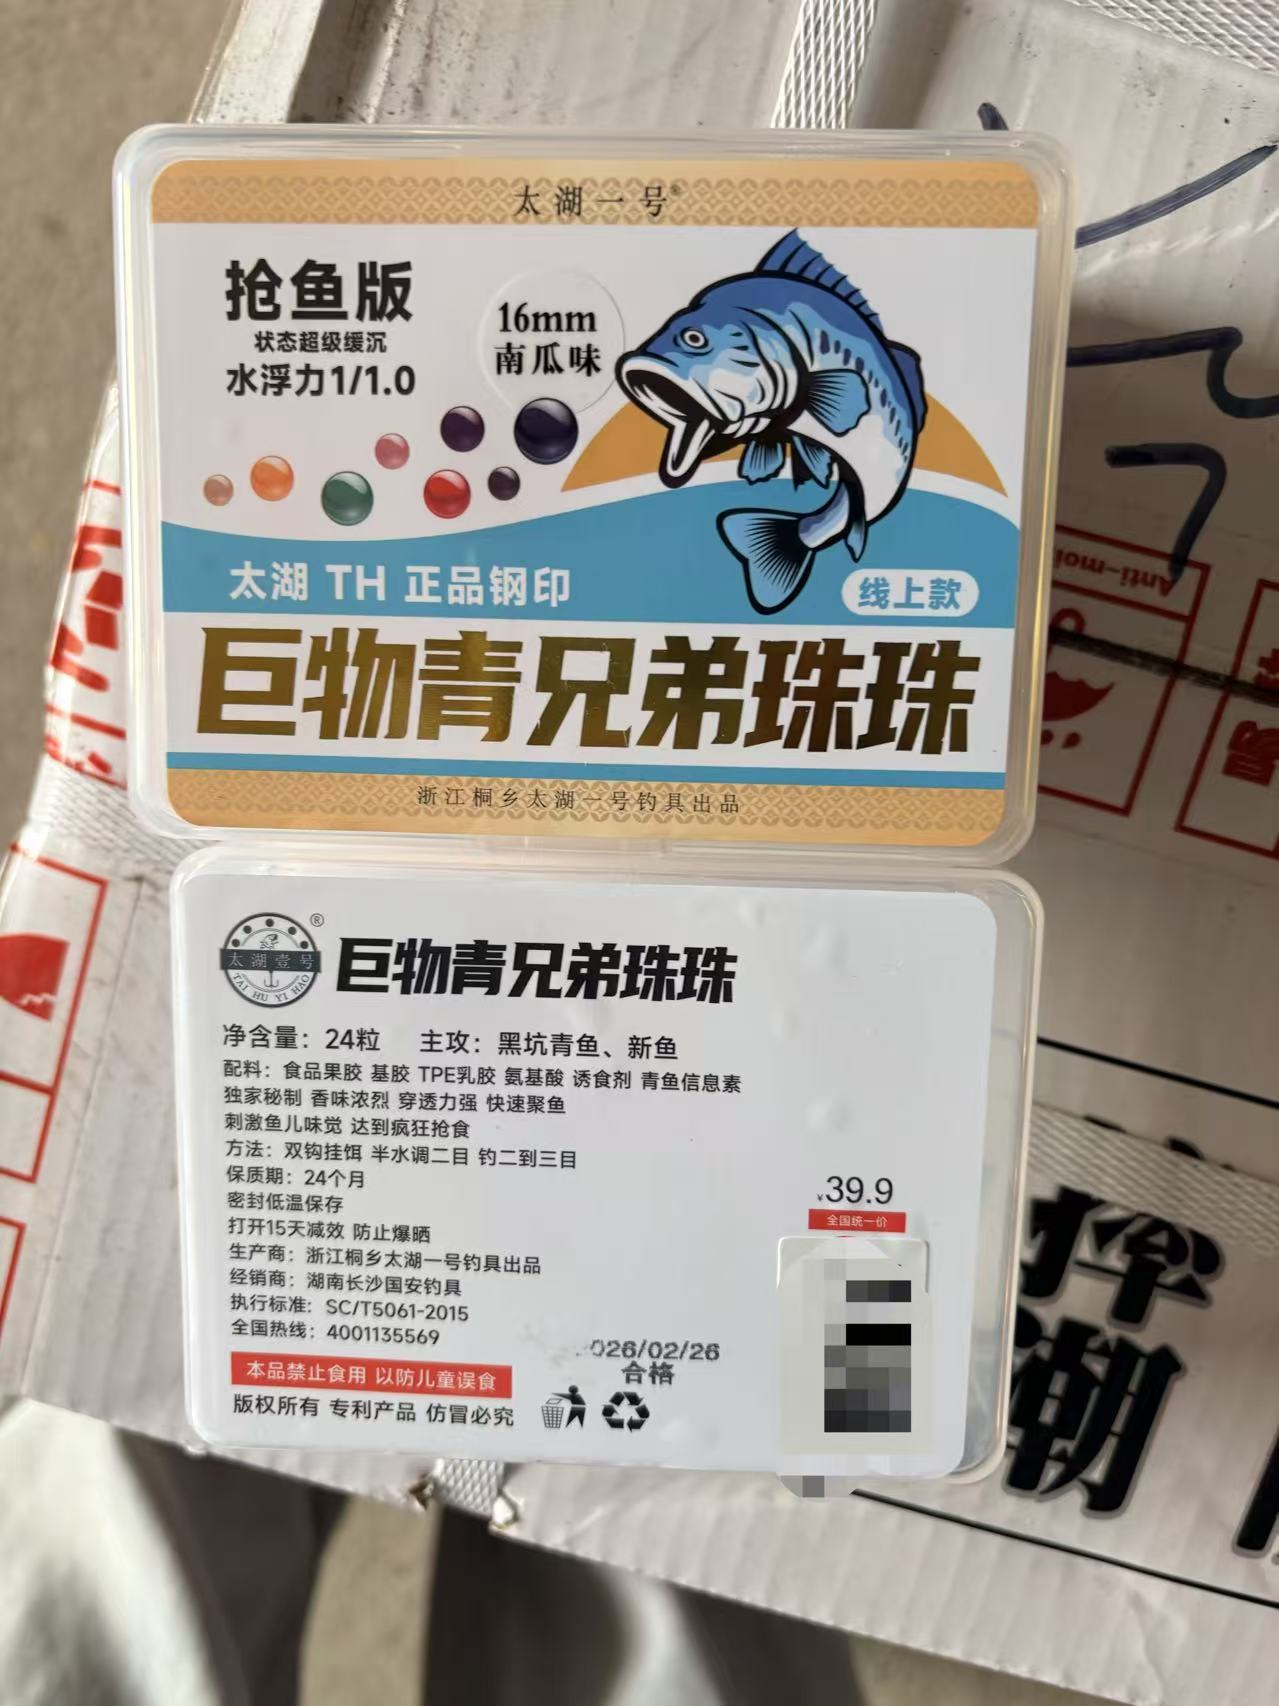 太湖一号®
抢鱼版
状态超级缓沉
水浮力1/1.0
16mm
南瓜味
太湖 TH 正品钢印
线上款
巨物青兄弟珠珠
浙江桐乡太湖一号钓具出品
太湖壹号
TAI HU YI HAO
®
巨物青兄弟珠珠
净含量：24粒 主攻：黑坑青鱼、新鱼
配料：食品果胶 基胶 TPE乳胶 氨基酸 诱食剂 青鱼信息素
独家秘制 香味浓烈 穿透力强 快速聚鱼
刺激鱼儿味觉 达到疯狂抢食
方法：双钩挂饵 半水调二目 钓二到三目
保质期：24个月
密封低温保存
打开15天减效 防止爆晒
生产商：浙江桐乡太湖一号钓具出品
经销商：湖南长沙国安钓具
执行标准：SC/T5061-2015
全国热线：4001135569
本品禁止食用 以防儿童误食
版权所有 专利产品 仿冒必究
026/02/26
合格
¥39.9
全国统一价
Anti-moi
易
潮